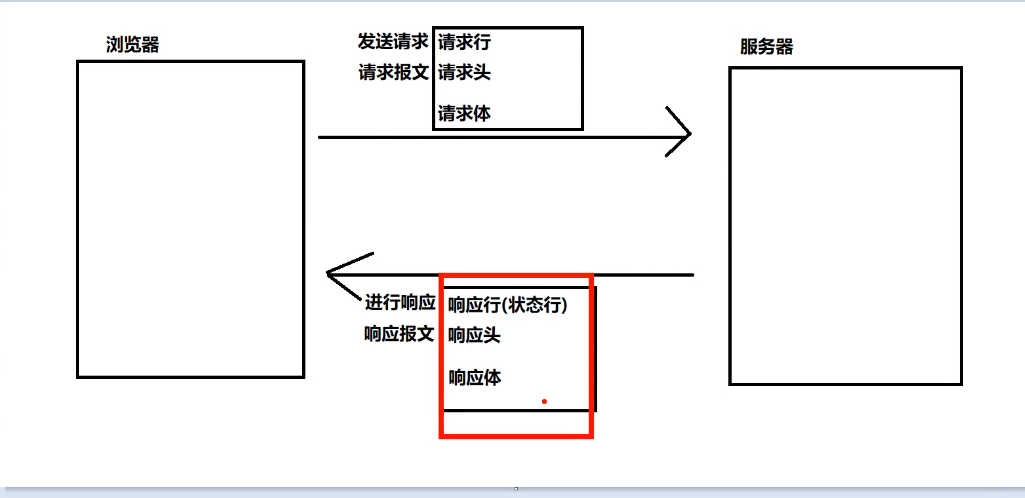 浏览器
发送请求 请求行
请求报文 请求头
请求体
服务器
进行响应 响应行(状态行)
响应报文 响应头
响应体